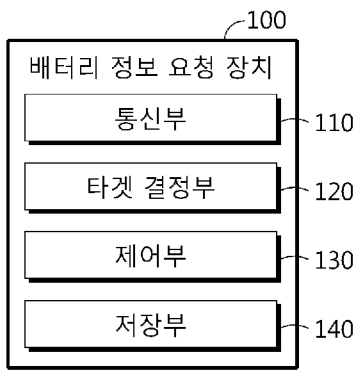 100
배터리 정보 요청 장치
통신부 110
타겟 결정부 120
제어부 130
저장부 140